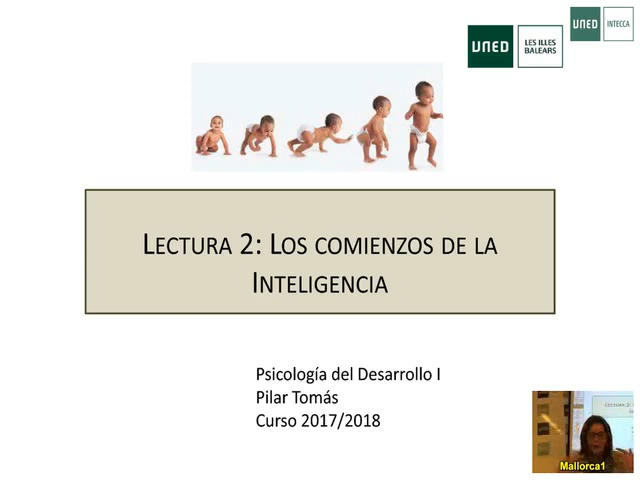 UNED
INTECCA
UNED
LES ILLES
BALEARS
LECTURA 2: LOS COMIENZOS DE LA
INTELIGENCIA
Psicología del Desarrollo I
Pilar Tomás
Curso 2017/2018
Mallorca1